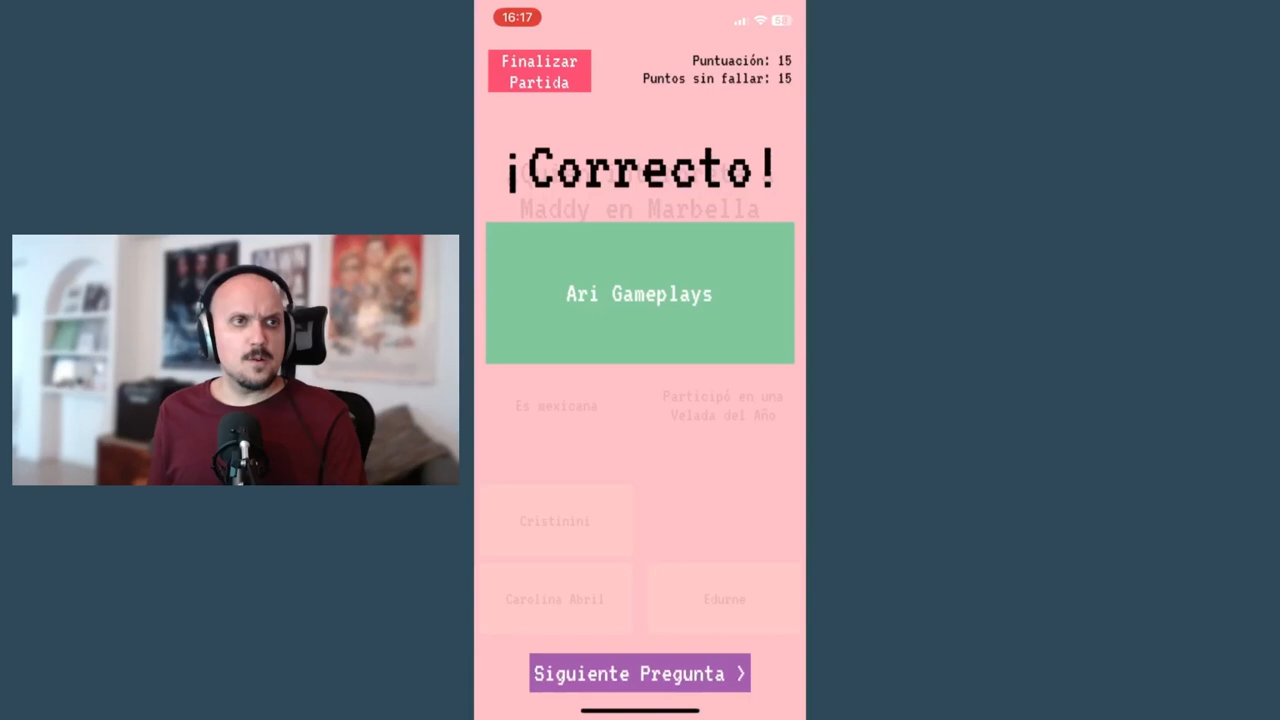 16:17
59
Finalizar
Partida
Puntuación: 15
Puntos sin fallar: 15
¡Correcto!
Maddy en Marbella
Ari Gameplays
Es mexicana
Participó en una
Velada del Año
Cristinini
Carolina Abril
Edurne
Siguiente Pregunta >